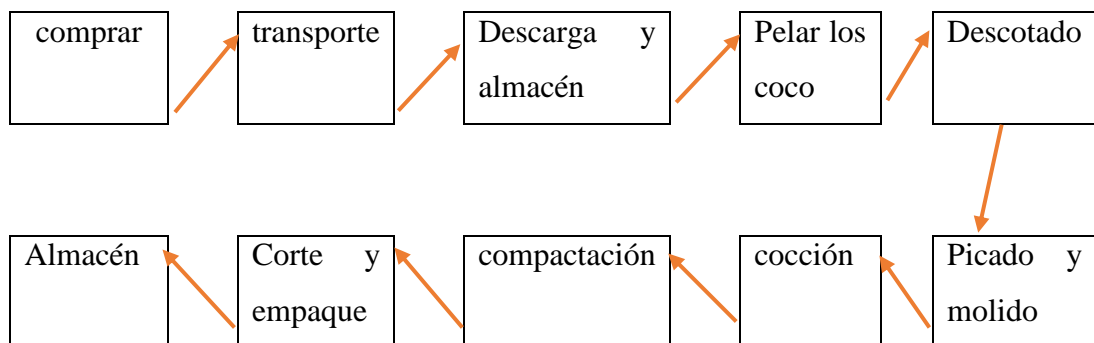 comprar
transporte
Descarga y
almacén
Pelar los
coco
Descotado
Almacén
Corte y
empaque
compactación
cocción
Picado y
molido